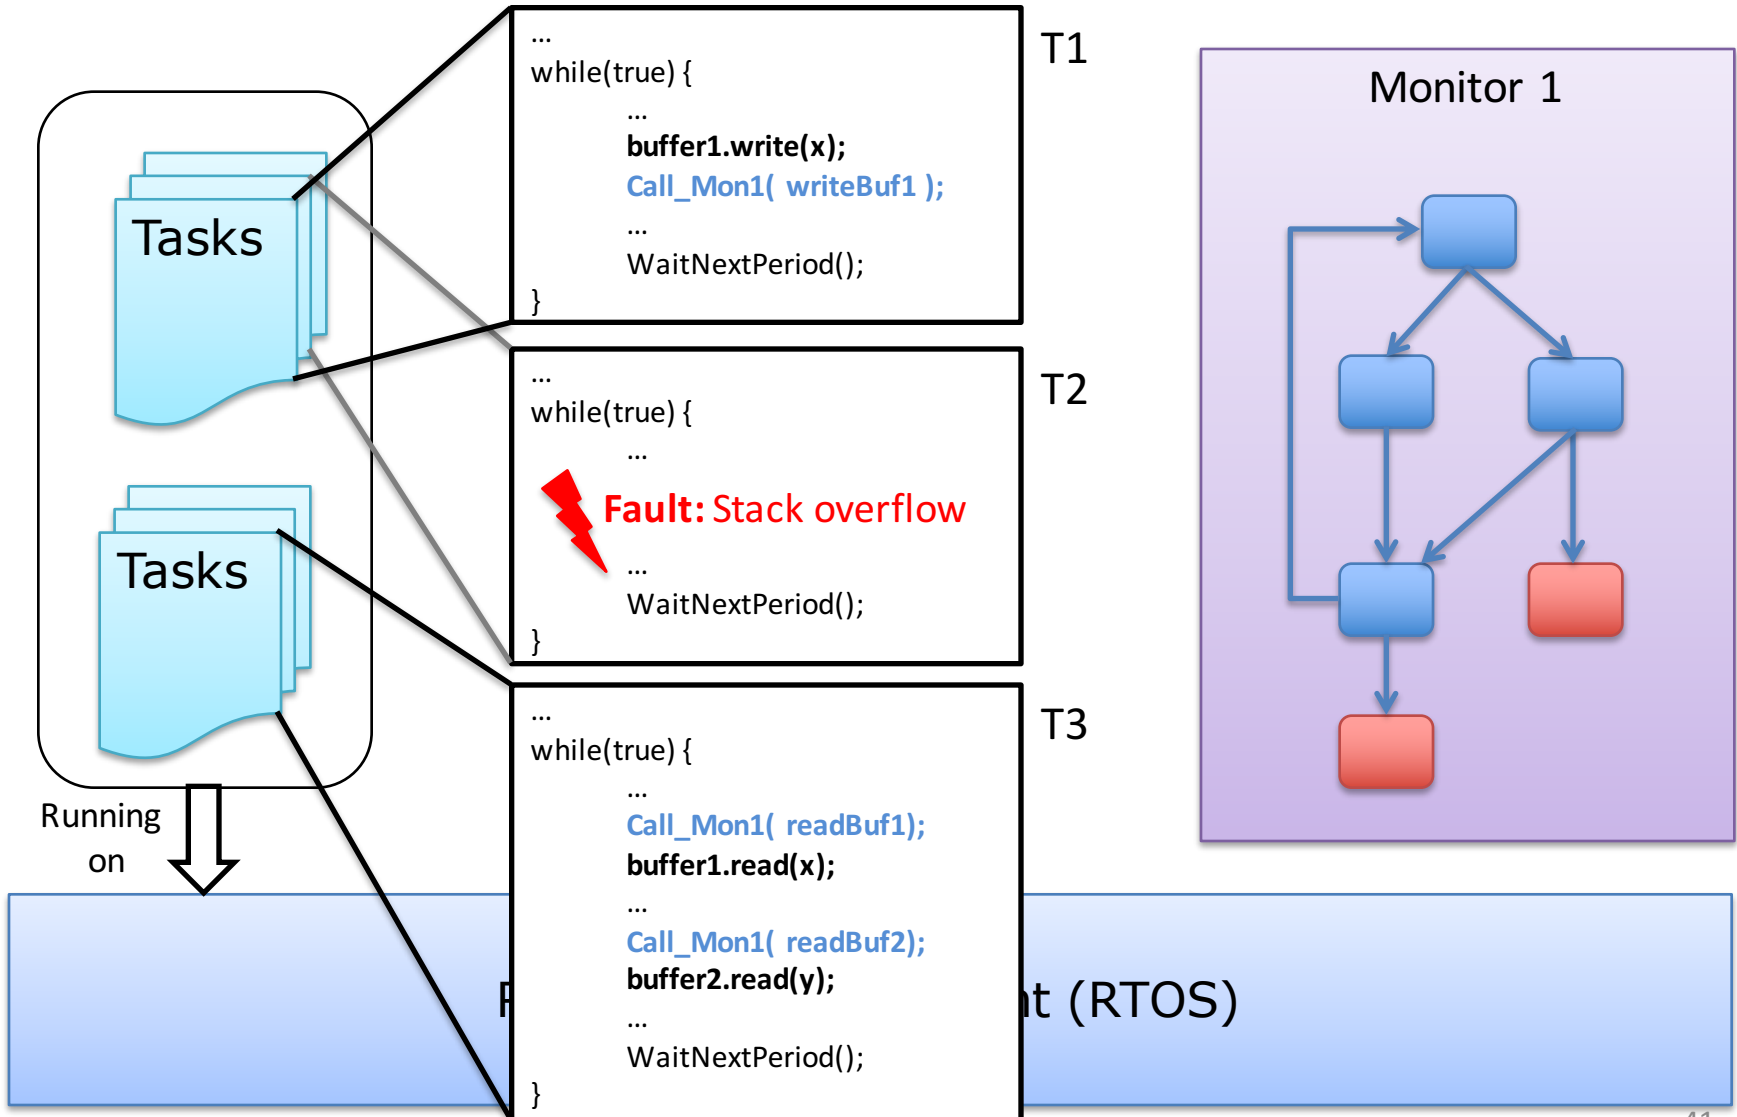 Tasks
Tasks
Running
on
...
while(true) {
...
buffer1.write(x);
Call_Mon1( writeBuf1 );
...
WaitNextPeriod();
}
T1
...
while(true) {
...
Fault: Stack overflow
...
WaitNextPeriod();
}
T2
...
while(true) {
...
Call_Mon1( readBuf1);
buffer1.read(x);
...
Call_Mon1( readBuf2);
buffer2.read(y);
...
WaitNextPeriod();
}
T3
Monitor 1
(RTOS)